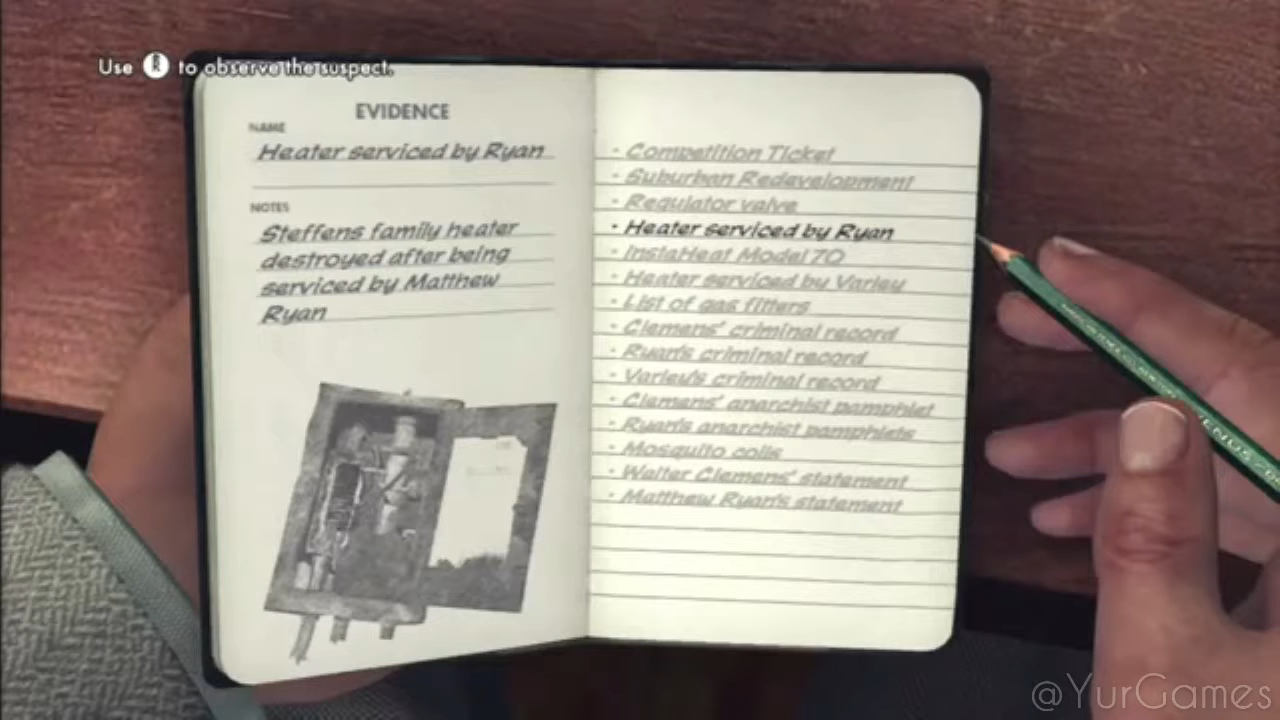 Use R to observe the suspect.
EVIDENCE
NAME
Heater serviced by Ryan
NOTES
Steffens family heater
destroyed after being
serviced by Matthew
Ryan
• Competition Ticket
• Suburban Redevelopment
• Regulator valve
• Heater serviced by Ryan
• InstaHeat Model 70
• Heater serviced by Varley
• List of gas fitters
• Clemens' criminal record
• Ryan's criminal record
• Varley's criminal record
• Clemens' anarchist pamphlet
• Ryan's anarchist pamphlets
• Mosquito coils
• Walter Clemens' statement
• Matthew Ryan's statement
VENUS
@YurGames